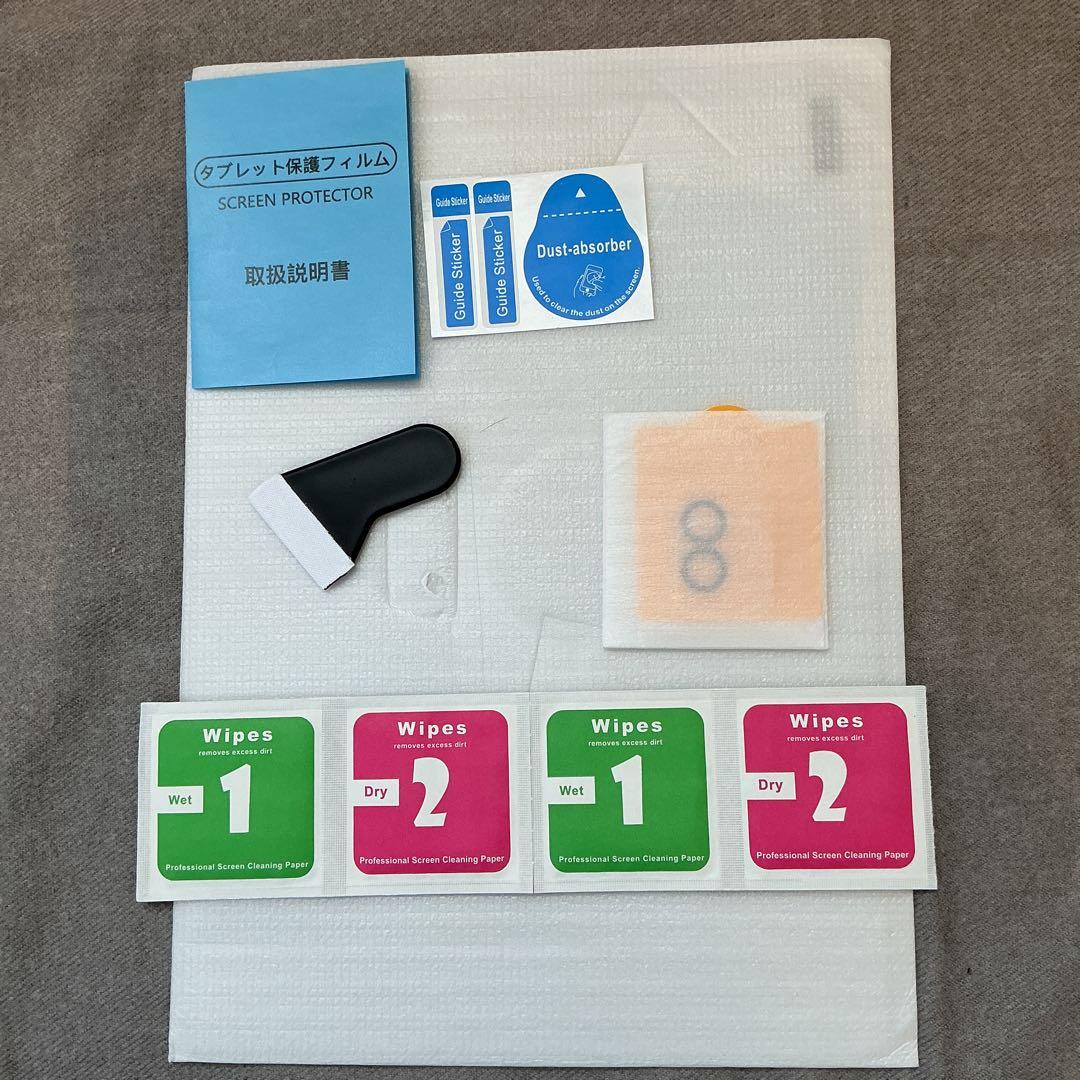 タブレット保護フィルム
SCREEN PROTECTOR
取扱説明書
Guide Sticker
Guide Sticker
Guide Sticker
Guide Sticker
Dust-absorber
Used to clear the dust on the screen.
Wipes
removes excess dirt
Wet
1
Professional Screen Cleaning Paper
Wipes
removes excess dirt
Dry
2
Professional Screen Cleaning Paper
Wipes
removes excess dirt
Wet
1
Professional Screen Cleaning Paper
Wipes
removes excess dirt
Dry
2
Professional Screen Cleaning Paper